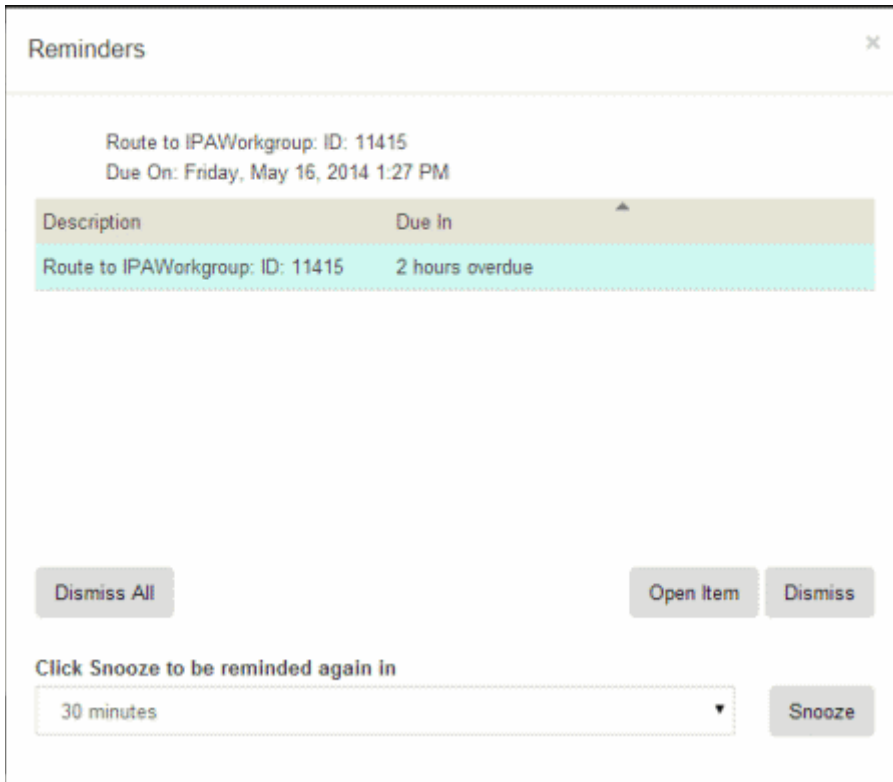 Reminders
×
Route to IPAWorkgroup: ID: 11415
Due On: Friday, May 16, 2014 1:27 PM
Description Due In
Route to IPAWorkgroup: ID: 11415 2 hours overdue
Dismiss All Open Item Dismiss
Click Snooze to be reminded again in
30 minutes Snooze